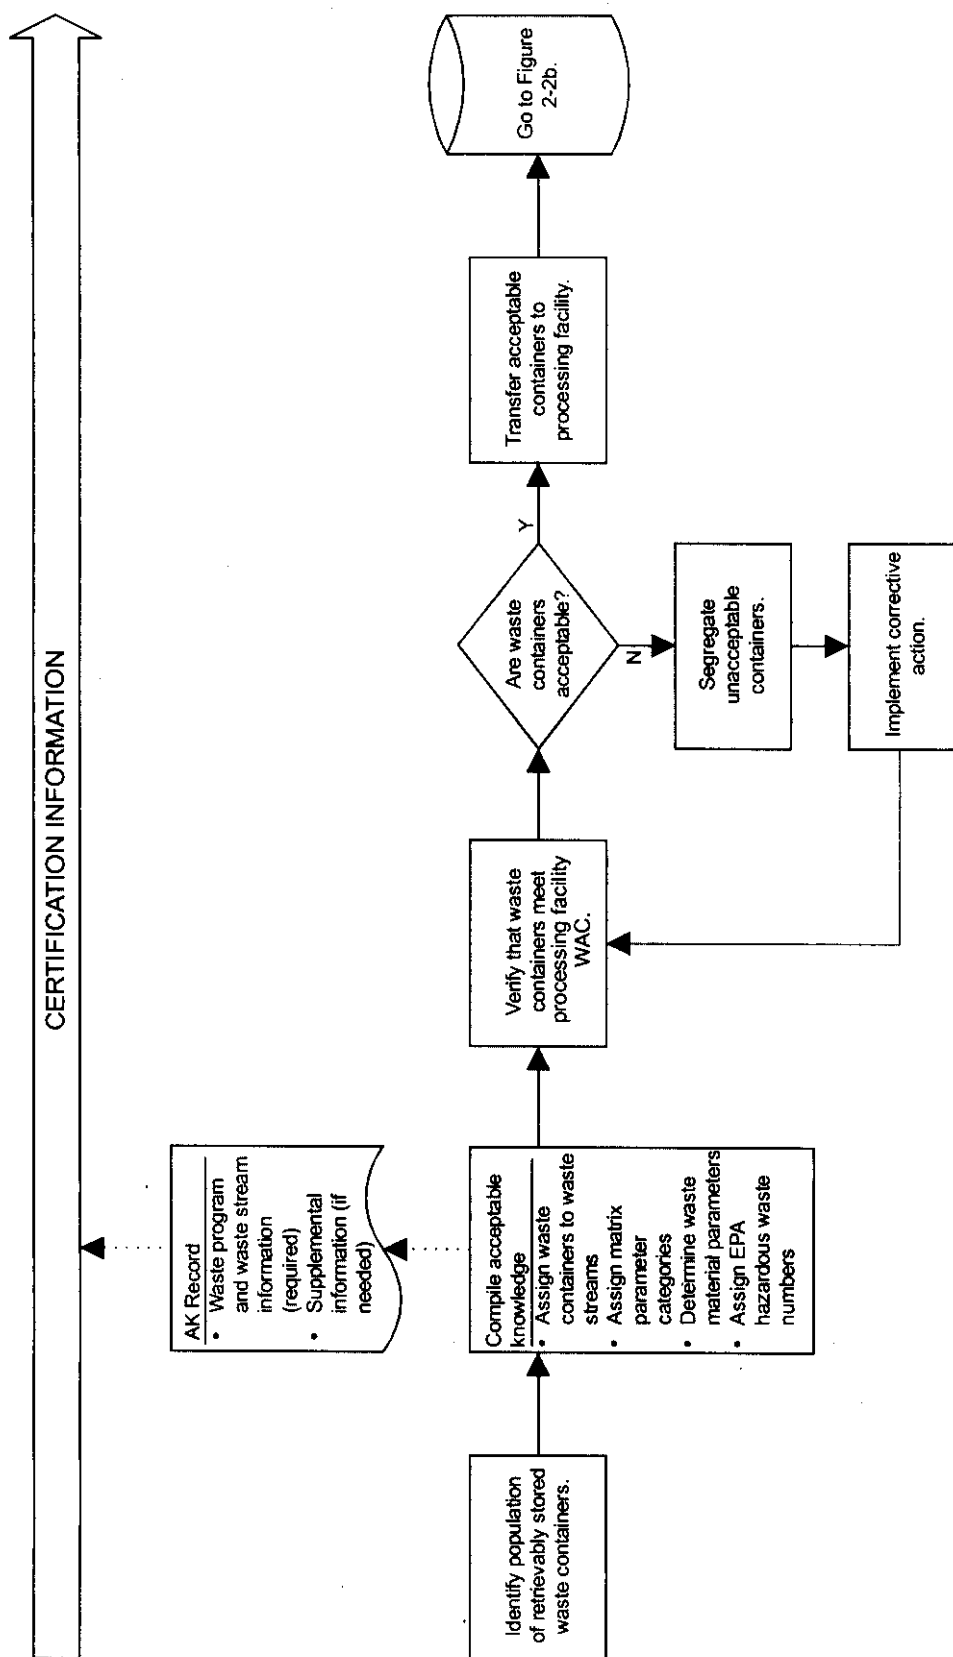 CERTIFICATION INFORMATION
AK Record
• Waste program
and waste stream
information
(required)
• Supplemental
information (if
needed)
Identify population
of retrievably stored
waste containers.
Compile acceptable
knowledge
• Assign waste
containers to waste
streams
• Assign matrix
parameter
categories
• Determine waste
material parameters
• Assign EPA
hazardous waste
numbers
Verify that waste
containers meet
processing facility
WAC.
Are waste
containers
acceptable?
Y
N
Transfer acceptable
containers to
processing facility.
Go to Figure
2-2b.
Segregate
unacceptable
containers.
Implement corrective
action.